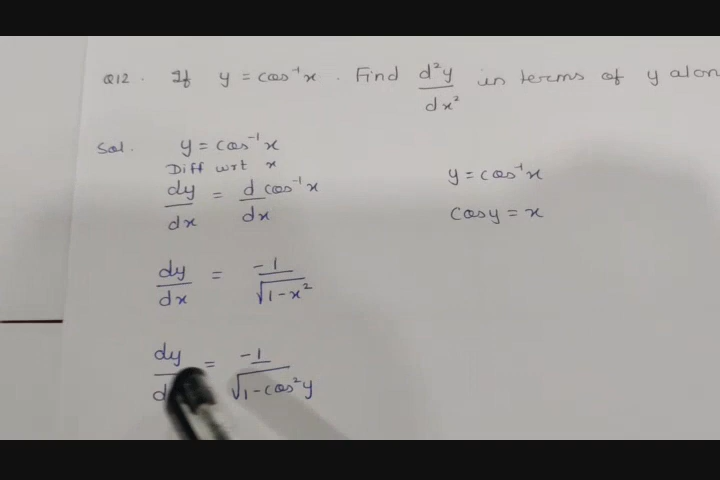 Q12. If y = cos⁻¹x. Find d²y/dx² in terms of y alon
Sol. y = cos⁻¹x
Diff wrt x
dy/dx = d/dx cos⁻¹x
dy/dx = -1/√1-x²
dy/d = -1/√1-cos²y
y = cos⁻¹x
cosy = x